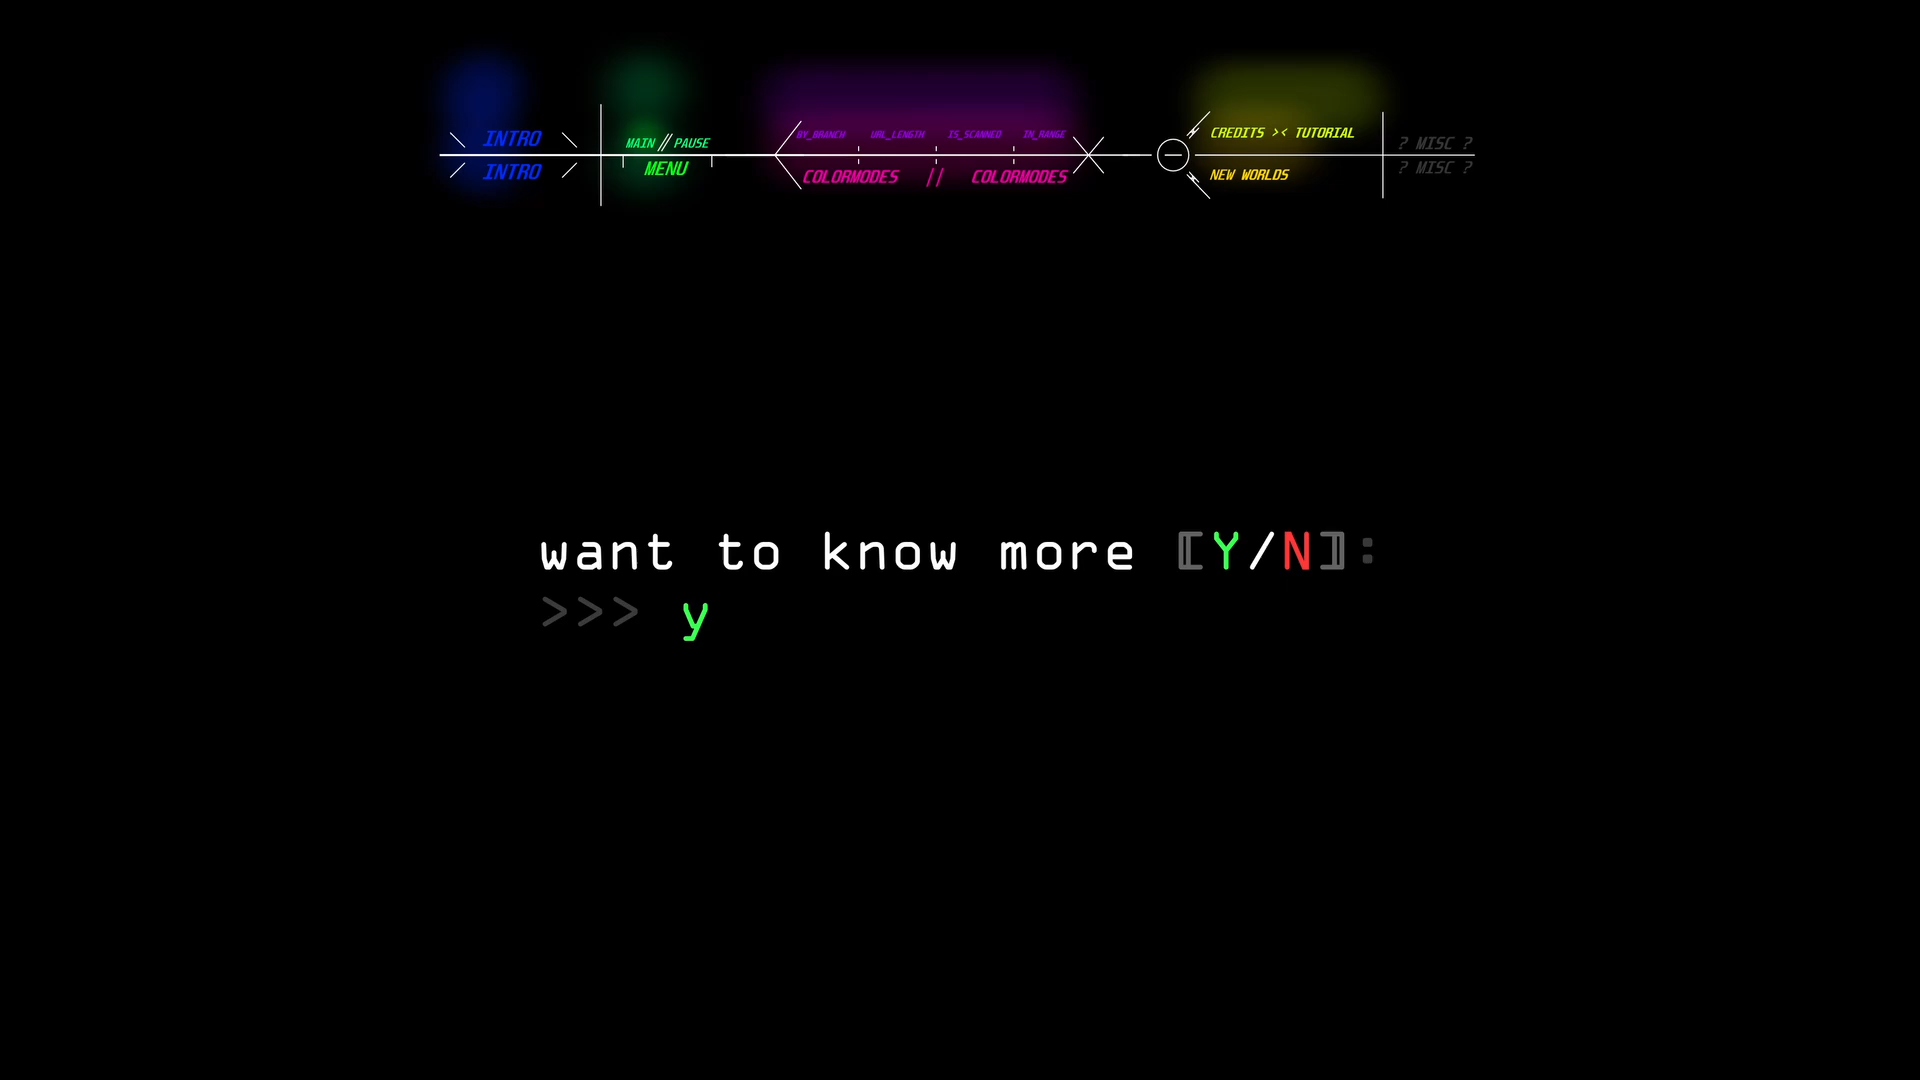 INTRO
INTRO
MAIN // PAUSE
MENU
BY_BRANCH URL_LENGTH IS_SCANNED IN_RANGE
COLORMODES // COLORMODES
CREDITS >< TUTORIAL
NEW WORLDS
? MISC ?
? MISC ?
want to know more [Y/N]:
>>> y